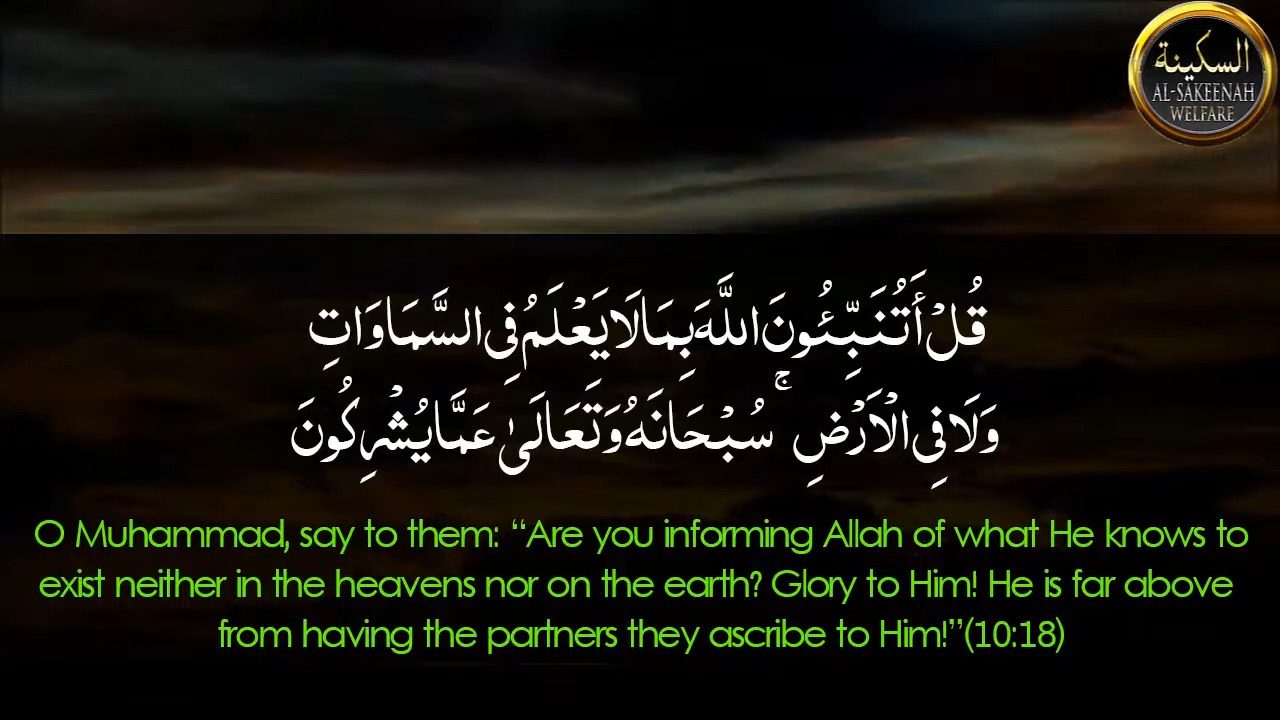 السكينة
AL-SAKEENAH
WELFARE
قُلْ أَتُنَبِّئُونَ اللَّهَ بِمَا لَا يَعْلَمُ فِي السَّمَاوَاتِ
وَلَا فِي الْأَرْضِ ۚ سُبْحَانَهُ وَتَعَالَىٰ عَمَّا يُشْرِكُونَ
O Muhammad, say to them: “Are you informing Allah of what He knows to
exist neither in the heavens nor on the earth? Glory to Him! He is far above
from having the partners they ascribe to Him!”(10:18)